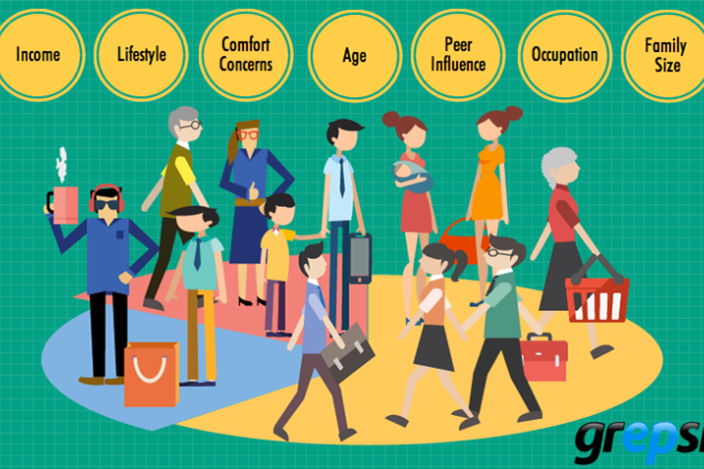 Income
Lifestyle
Comfort
Concerns
Age
Peer
Influence
Occupation
Family
Size